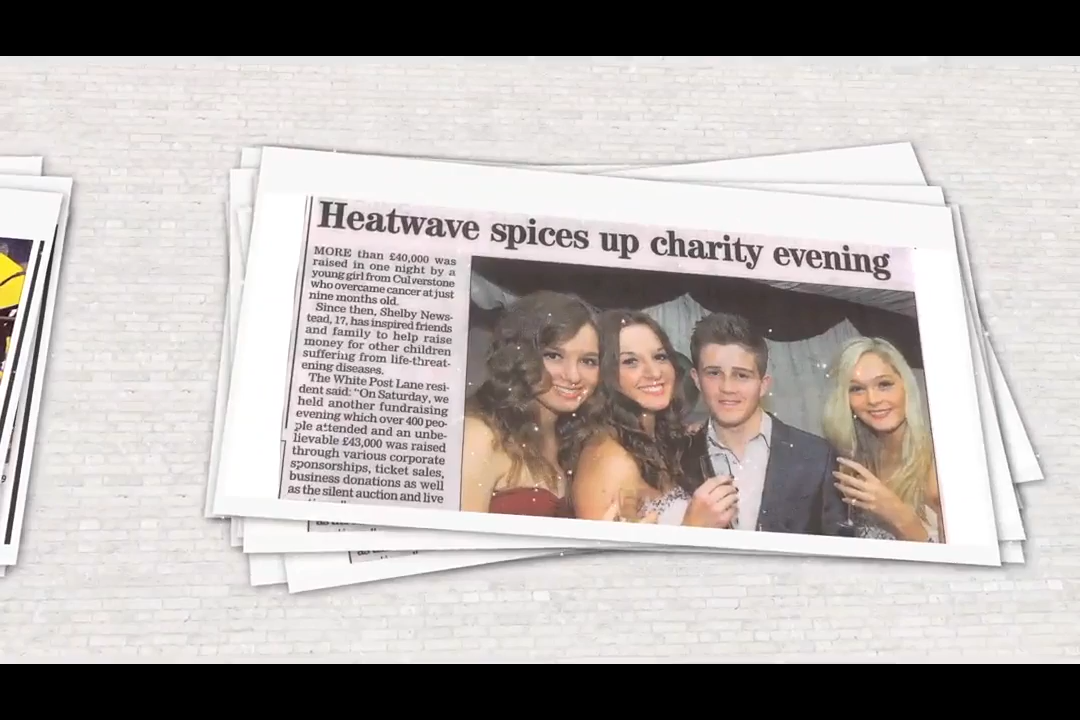 Heatwave spices up charity evening
MORE than £40,000 was
raised in one night by a
young girl from Culverstone
who overcame cancer at just
nine months old.
Since then, Shelby News-
tead, 17, has inspired friends
and family to help raise
money for other children
suffering from life-threat-
ening diseases.
The White Post Lane resi-
dent said: "On Saturday, we
held another fundraising
evening which over 400 peo-
ple attended and an unbe-
lievable £43,000 was raised
through various corporate
sponsorships, ticket sales,
business donations as well
as the silent auction and live
9